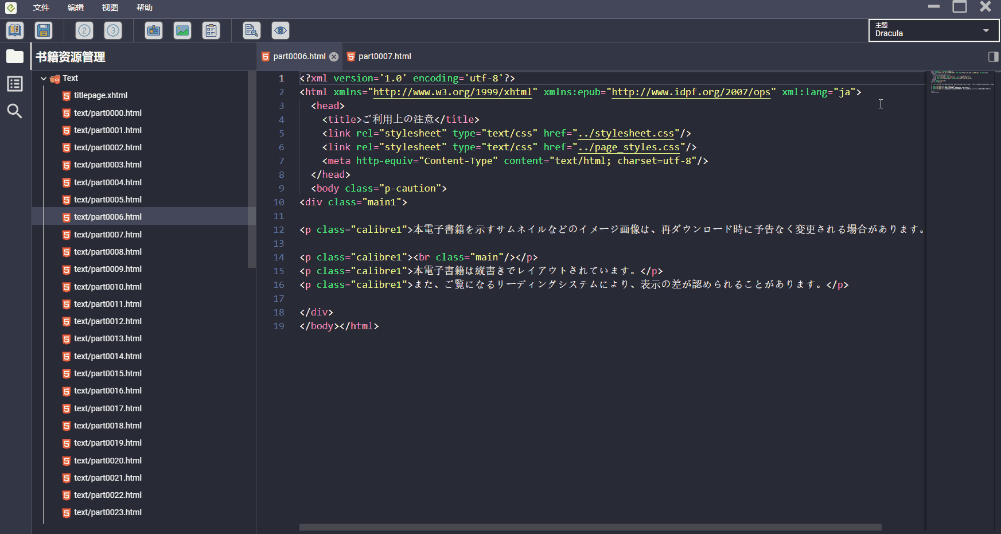 文件 编辑 视图 帮助
主题
Dracula
书籍资源管理
part0006.html
part0007.html
Text
titlepage.xhtml
text/part0000.html
text/part0001.html
text/part0002.html
text/part0003.html
text/part0004.html
text/part0005.html
text/part0006.html
text/part0007.html
text/part0008.html
text/part0009.html
text/part0010.html
text/part0011.html
text/part0012.html
text/part0013.html
text/part0014.html
text/part0015.html
text/part0016.html
text/part0017.html
text/part0018.html
text/part0019.html
text/part0020.html
text/part0021.html
text/part0022.html
text/part0023.html
1 <?xml version='1.0' encoding='utf-8'?>
2 <html xmlns="http://www.w3.org/1999/xhtml" xmlns:epub="http://www.idpf.org/2007/ops" xml:lang="ja">
3 <head>
4 <title>ご利用上の注意</title>
5 <link rel="stylesheet" type="text/css" href="../stylesheet.css"/>
6 <link rel="stylesheet" type="text/css" href="../page_styles.css"/>
7 <meta http-equiv="Content-Type" content="text/html; charset=utf-8"/>
8 </head>
9 <body class="p-caution">
10 <div class="main1">
11
12 <p class="calibre1">本電子書籍を示すサムネイルなどのイメージ画像は、再ダウンロード時に予告なく変更される場合があります。
13
14 <p class="calibre1"><br class="main"/></p>
15 <p class="calibre1">本電子書籍は縦書きでレイアウトされています。</p>
16 <p class="calibre1">また、ご覧になるリーディングシステムにより、表示の差が認められることがあります。</p>
17
18 </div>
19 </body></html>